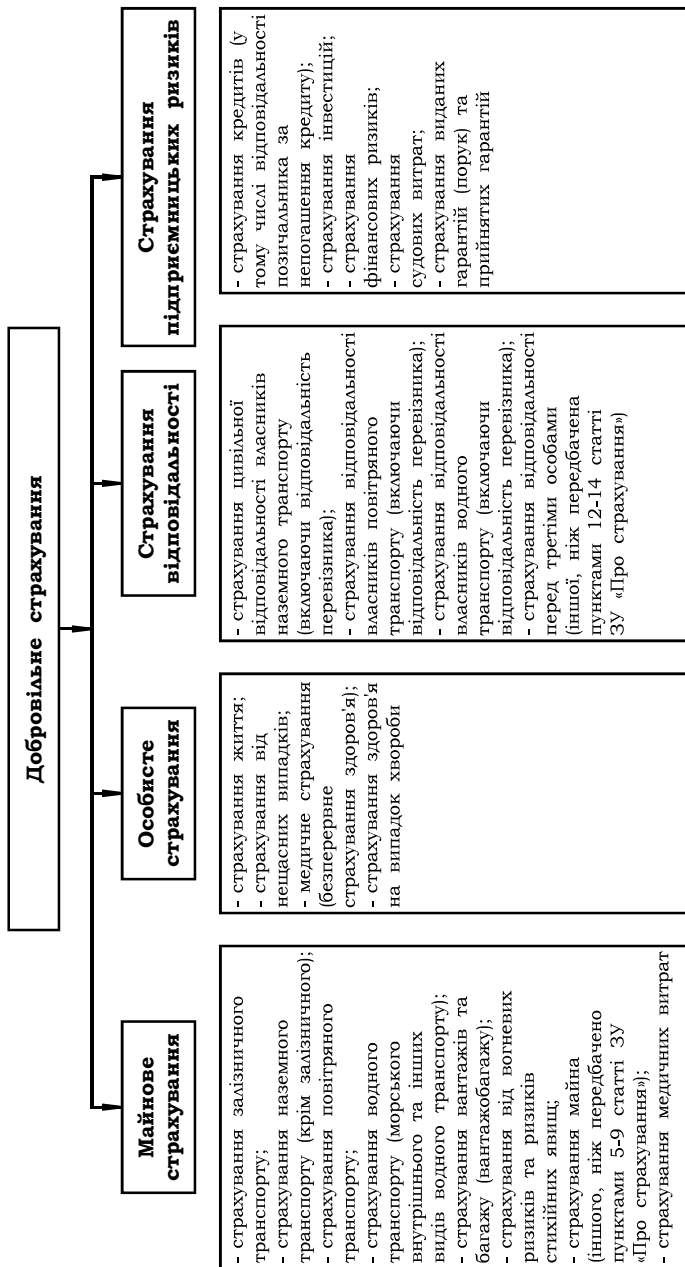 Добровільне страхування
Майнове
страхування
Особисте
страхування
Страхування
відповідальності
Страхування
підприємницьких ризиків
- страхування залізничного
транспорту;
- страхування наземного
транспорту (крім залізничного);
- страхування повітряного
транспорту;
- страхування водного
транспорту (морського
внутрішнього та інших
видів водного транспорту);
- страхування вантажів та
багажу (вантажобагажу);
- страхування від вогневих
ризиків та ризиків
стихійних явищ;
- страхування майна
(іншого, ніж передбачено
пунктами 5-9 статті ЗУ
«Про страхування»);
- страхування медичних витрат
- страхування життя;
- страхування від
нещасних випадків;
- медичне страхування
(безперервне
страхування здоров'я);
- страхування здоров'я
на випадок хвороби
- страхування цивільної
відповідальності власників
наземного транспорту
(включаючи відповідальність
перевізника);
- страхування відповідальності
власників повітряного
транспорту (включаючи
відповідальність перевізника);
- страхування відповідальності
власників водного
транспорту (включаючи
відповідальність перевізника);
- страхування відповідальності
перед третіми особами
(іншої, ніж передбачена
пунктами 12-14 статті
ЗУ «Про страхування»)
- страхування кредитів (у
тому числі відповідальності
позичальника за
непогашення кредиту);
- страхування інвестицій;
- страхування
фінансових ризиків;
- страхування
судових витрат;
- страхування виданих
гарантій (порук) та
прийнятих гарантій